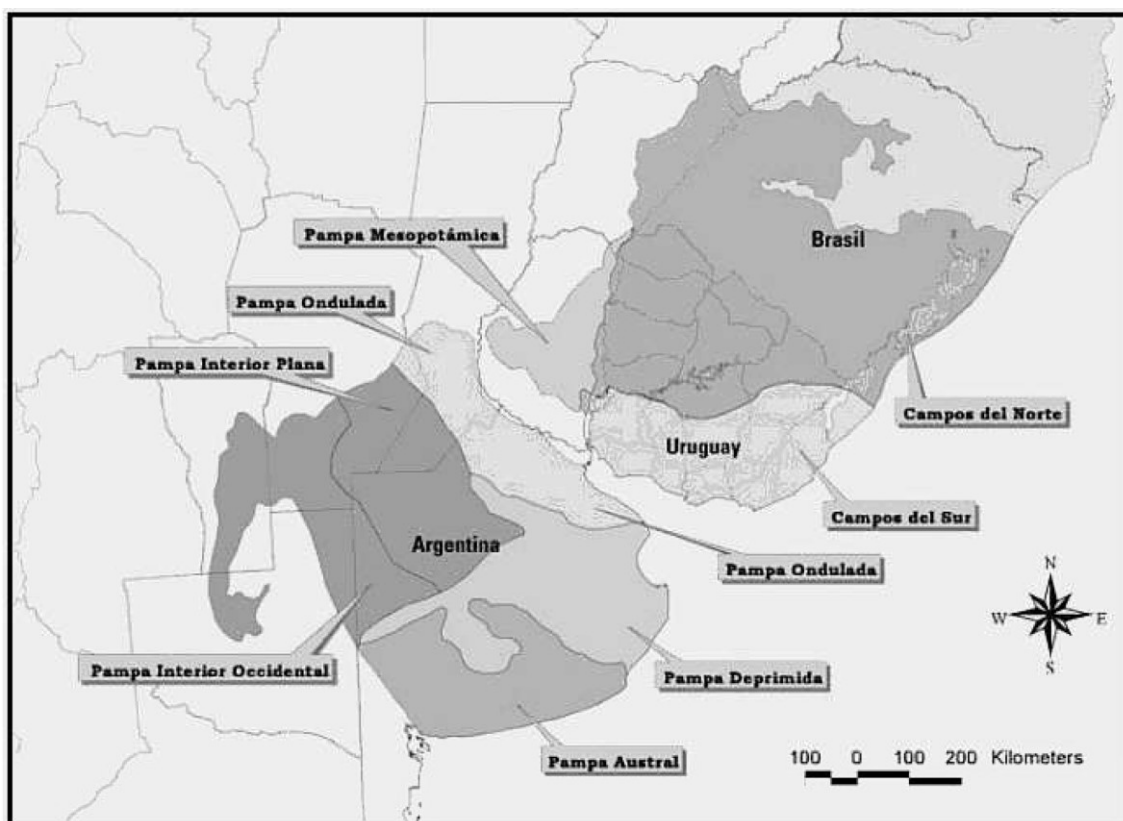 Pampa Mesopotámica
Brasil
Pampa Ondulada
Pampa Interior Plana
Campos del Norte
Uruguay
Campos del Sur
Argentina
Pampa Ondulada
N
W E
S
Pampa Interior Occidental
Pampa Deprimida
Pampa Austral
100 0 100 200 Kilometers